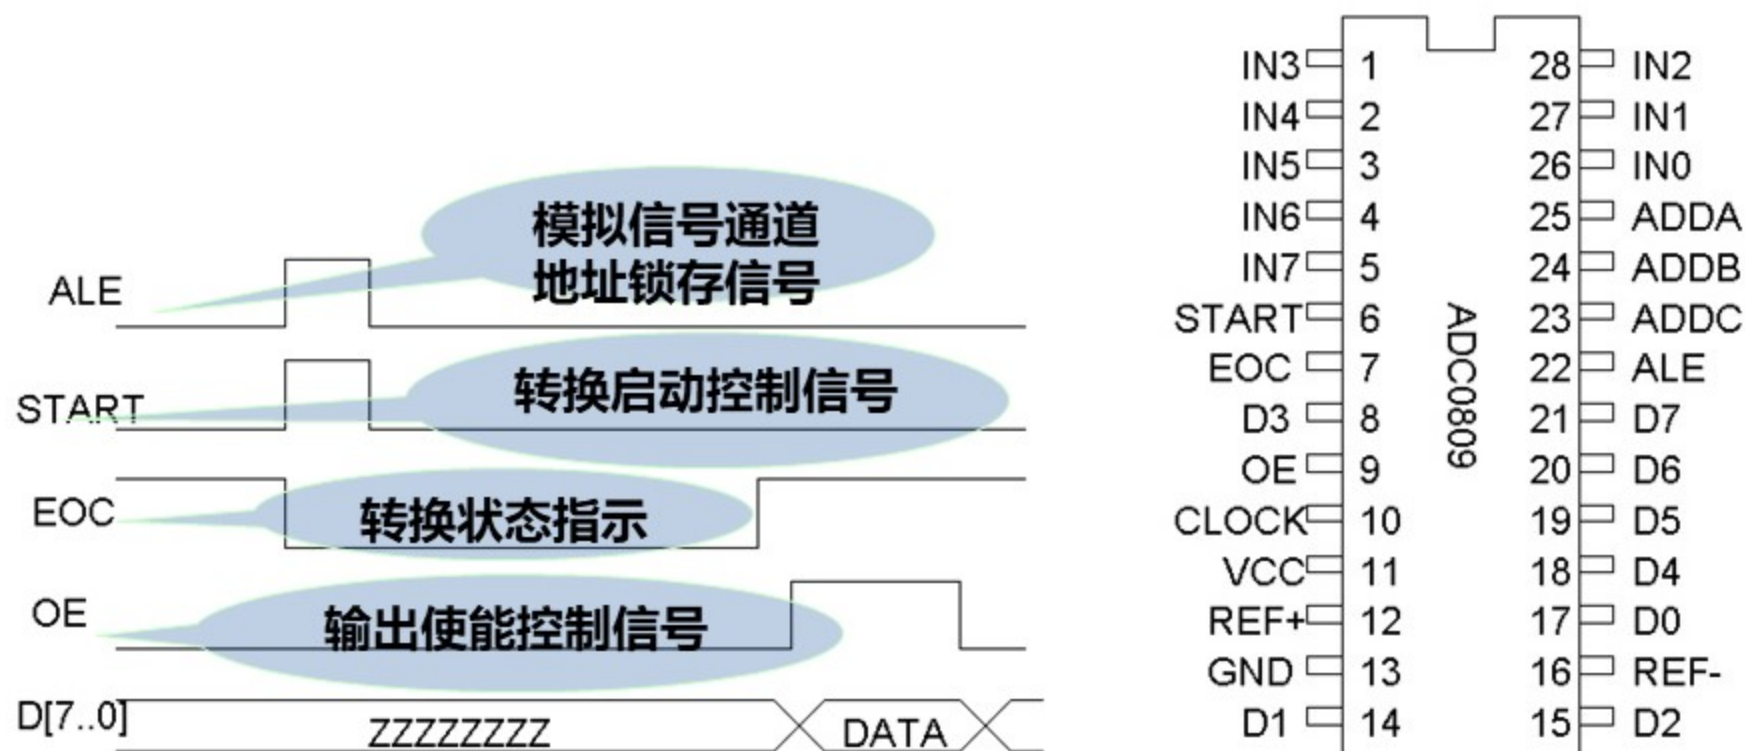 ALE
模拟信号通道
地址锁存信号
START
转换启动控制信号
EOC
转换状态指示
OE
输出使能控制信号
D[7..0]
ZZZZZZZZ
DATA
IN3 1 28 IN2
IN4 2 27 IN1
IN5 3 26 IN0
IN6 4 25 ADDA
IN7 5 24 ADDB
START 6 23 ADDC
EOC 7 22 ALE
D3 8 21 D7
OE 9 20 D6
CLOCK 10 19 D5
VCC 11 18 D4
REF+ 12 17 D0
GND 13 16 REF-
D1 14 15 D2
ADC0809